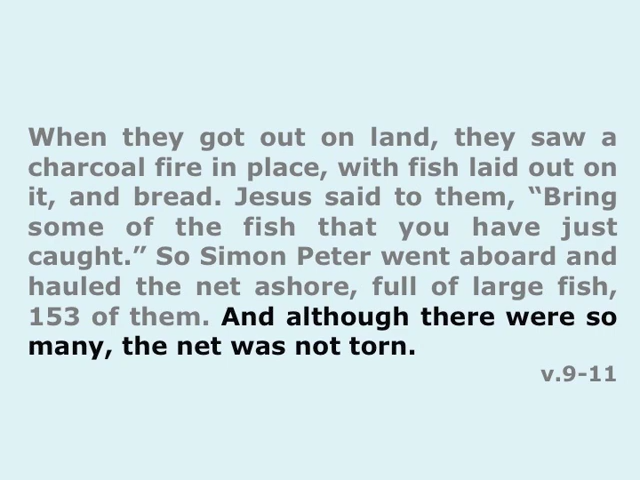 When they got out on land, they saw a
charcoal fire in place, with fish laid out on
it, and bread. Jesus said to them, “Bring
some of the fish that you have just
caught.” So Simon Peter went aboard and
hauled the net ashore, full of large fish,
153 of them. And although there were so
many, the net was not torn.
v.9-11